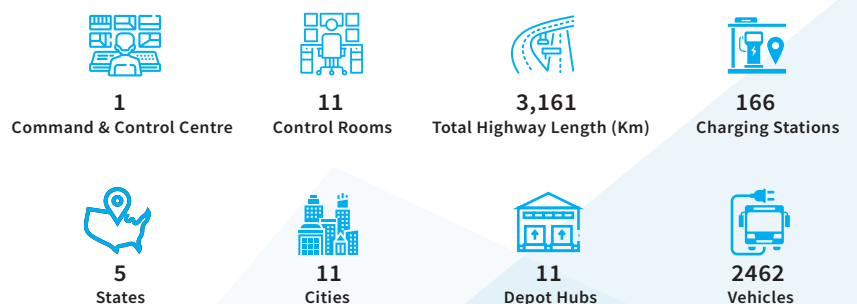 1
Command & Control Centre
11
Control Rooms
3,161
Total Highway Length (Km)
166
Charging Stations
5
States
11
Cities
11
Depot Hubs
2462
Vehicles